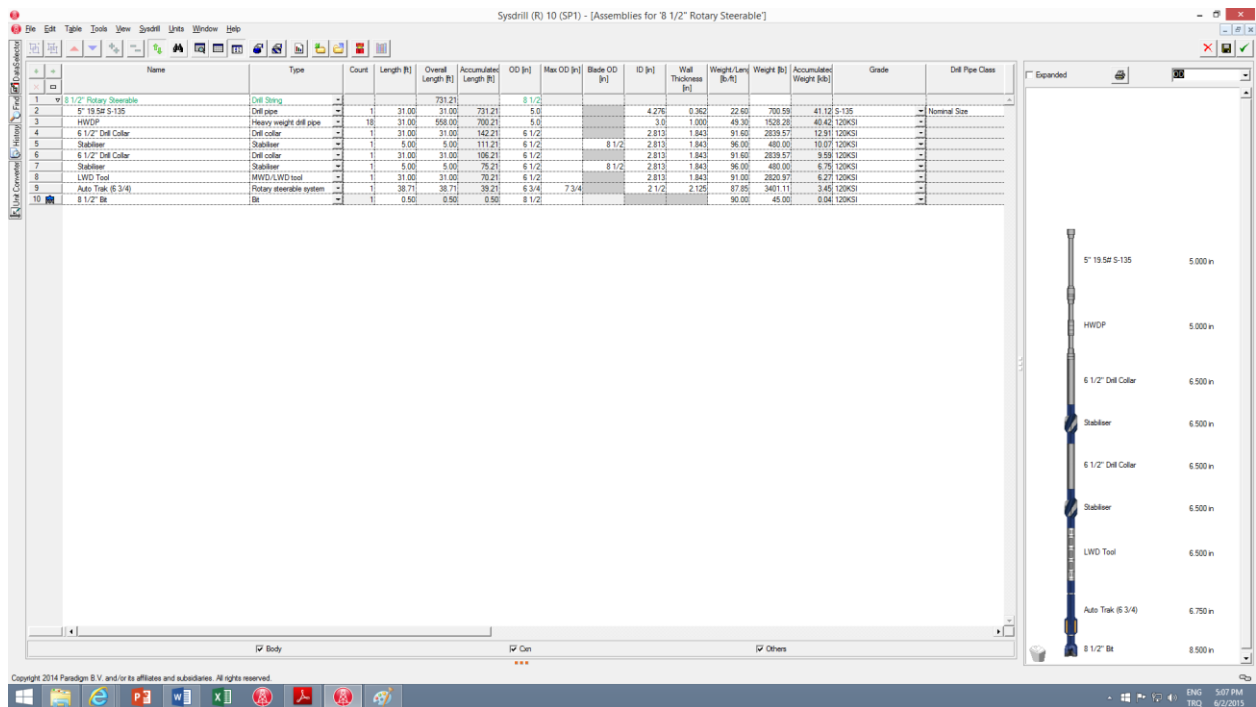 Sysdrill (R) 10 (SP1) - [Assemblies for '8 1/2" Rotary Steerable']
File Edit Table Tools View Sysdrill Units Window Help
DataSelector
Find
History
Unit Converter
Name Type Count Length [ft] Overall Length [ft] Accumulated Length [ft] OD [in] Max OD [in] Blade OD [in] ID [in] Wall Thickness [in] Weight [lb] Accumulated Weight [klb] Grade Drill Pipe Class
1 8 1/2" Rotary Steerable Drill String 731.21 8 1/2
2 5" 19.5# S-135 Drill pipe 1 31.00 31.00 731.21 5.0 4.276 0.362 22.60 700.59 41.12 S-135 Nominal Size
3 HWDP Heavy weight drill pipe 18 31.00 558.00 700.21 5.0 3.0 1.000 49.30 1528.28 40.42 120KSI
4 6 1/2" Drill Collar Drill collar 1 31.00 31.00 142.21 6 1/2 2.813 1.843 91.60 2839.57 12.91 120KSI
5 Stabiliser Stabiliser 1 5.00 5.00 111.21 6 1/2 8 1/2 2.813 1.843 96.00 480.00 10.07 120KSI
6 6 1/2" Drill Collar Drill collar 1 31.00 31.00 106.21 6 1/2 2.813 1.843 91.60 2839.57 9.59 120KSI
7 Stabiliser Stabiliser 1 5.00 5.00 75.21 6 1/2 8 1/2 2.813 1.843 96.00 480.00 6.75 120KSI
8 LWD Tool MWD/LWD tool 1 31.00 31.00 70.21 6 1/2 2.813 1.843 91.00 2820.97 6.27 120KSI
9 Auto Trak (6 3/4) Rotary steerable system 1 38.71 38.71 39.21 6 3/4 7 3/4 2 1/2 2.125 87.85 3401.11 3.45 120KSI
10 8 1/2" Bit Bit 1 0.50 0.50 0.50 8 1/2 90.00 45.00 0.04 120KSI
Expanded OD
5" 19.5# S-135 5.000 in
HWDP 5.000 in
6 1/2" Drill Collar 6.500 in
Stabiliser 6.500 in
6 1/2" Drill Collar 6.500 in
Stabiliser 6.500 in
LWD Tool 6.500 in
Auto Trak (6 3/4) 6.750 in
8 1/2" Bit 8.500 in
Body Cxn Others
Copyright 2014 Paradigm B.V. and/or its affiliates and subsidiaries. All rights reserved.
ENG 5:07 PM
TRQ 6/2/2015